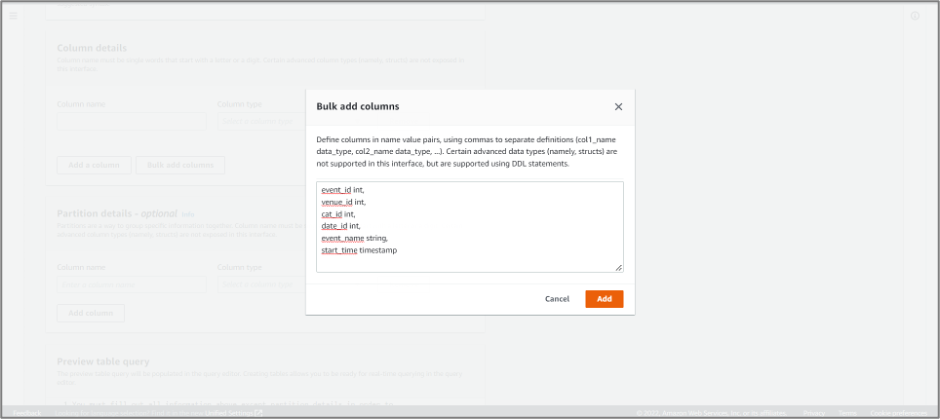 Column details
Column name
Column type
Add a column
Bulk add columns
Bulk add columns
Define columns in name value pairs, using commas to separate definitions (col1_name
data_type, col2_name data_type, ...). Certain advanced data types (namely, structs) are
not supported in this interface, but are supported using DDL statements.
event_id int,
venue_id int,
cat_id int,
date_id int,
event_name string,
start_time timestamp
Cancel
Add
Partition details - optional
Column name
Column type
Add column
Preview table query
Feedback
Unified Settings
© 2022, Amazon Web Services, Inc. or its affiliates.
Privacy
Terms
Cookie preferences